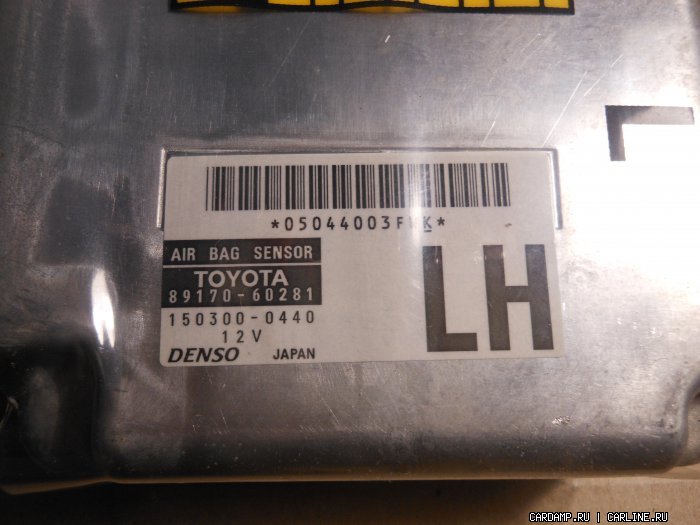 *05044003F
K*
AIR BAG SENSOR
TOYOTA
89170-60281
150300-0440
12V
DENSO JAPAN
LH
CARDAMP.RU | CARLINE.RU